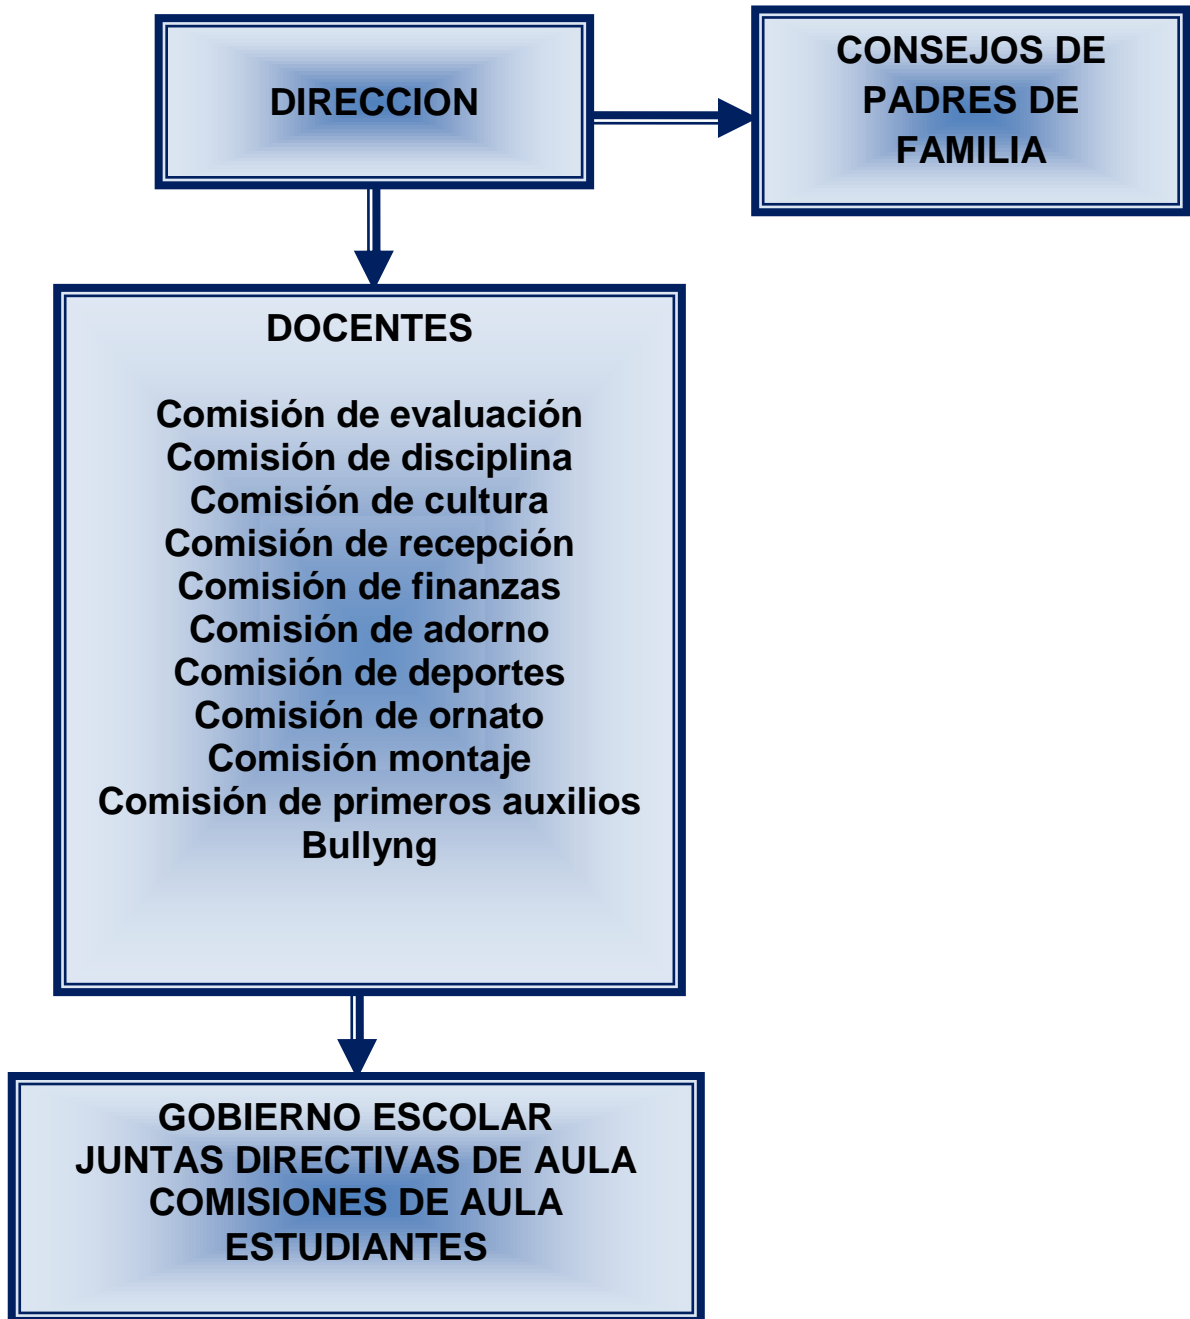 DIRECCION
CONSEJOS DE
PADRES DE
FAMILIA
DOCENTES
Comisión de evaluación
Comisión de disciplina
Comisión de cultura
Comisión de recepción
Comisión de finanzas
Comisión de adorno
Comisión de deportes
Comisión de ornato
Comisión montaje
Comisión de primeros auxilios
Bullyng
GOBIERNO ESCOLAR
JUNTAS DIRECTIVAS DE AULA
COMISIONES DE AULA
ESTUDIANTES